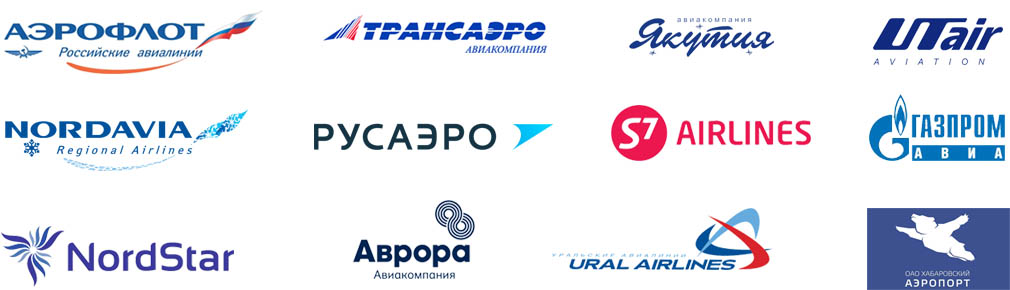 АЭРОФЛОТ
Российские авиалинии
ТРАНСАЭРО
АВИАКОМПАНИЯ
авиакомпания
Якутия
UTair
AVIATION
NORDAVIA
Regional Airlines
РУСАЭРО
S7 AIRLINES
ГАЗПРОМ
АВИА
NordStar
Аврора
Авиакомпания
УРАЛЬСКИЕ АВИАЛИНИИ
URAL AIRLINES
ОАО ХАБАРОВСКИЙ
АЭРОПОРТ